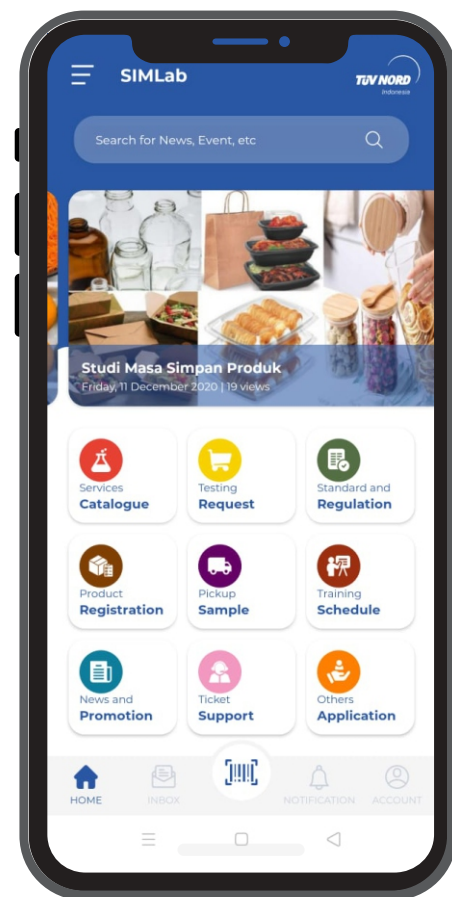 SIMLab
TUV NORD
Indonesia
Search for News, Event, etc
Studi Masa Simpan Produk
Friday, 11 December 2020 | 19 views
Services
Catalogue
Testing
Request
Standard and
Regulation
Product
Registration
Pickup
Sample
Training
Schedule
News and
Promotion
Ticket
Support
Others
Application
HOME
INBOX
NOTIFICATION
ACCOUNT